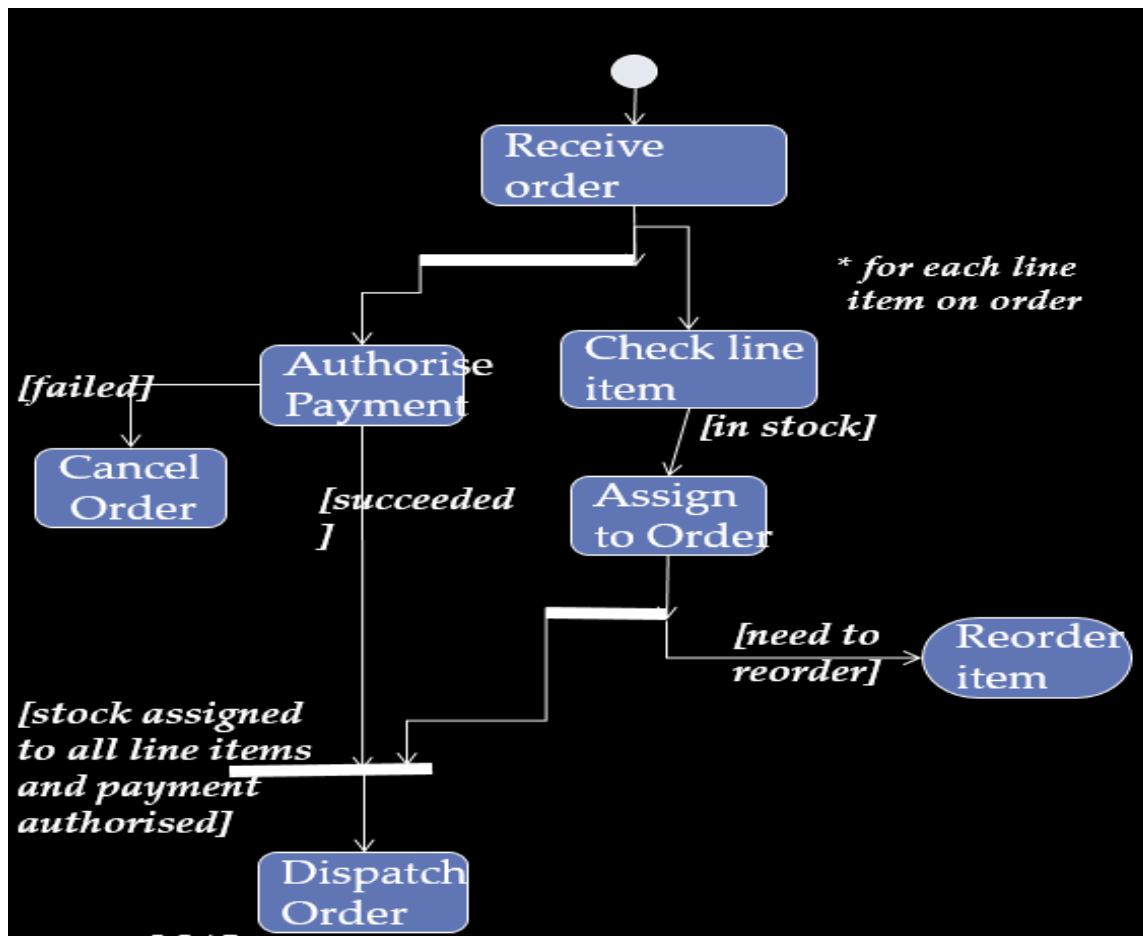 Receive
order
* for each line
item on order
Authorise
Payment
Check line
item
[failed]
[in stock]
Cancel
Order
[succeeded
]
Assign
to Order
[need to
reorder]
Reorder
item
[stock assigned
to all line items
and payment
authorised]
Dispatch
Order